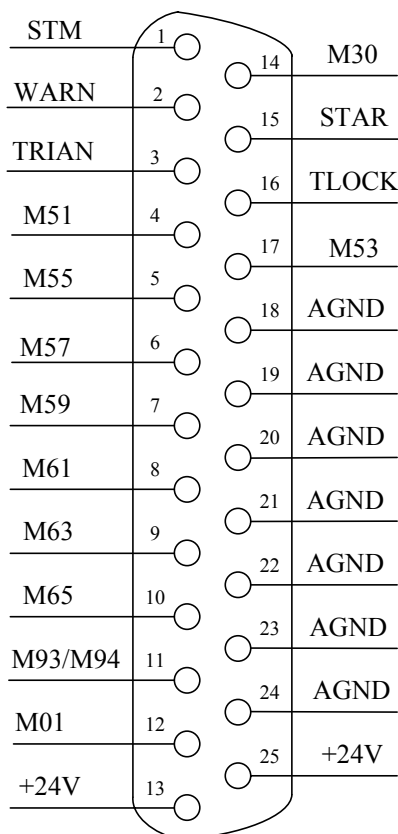 STM 1
14 M30
WARN 2
15 STAR
TRIAN 3
16 TLOCK
M51 4
17 M53
M55 5
18 AGND
M57 6
19 AGND
M59 7
20 AGND
M61 8
21 AGND
M63 9
22 AGND
M65 10
23 AGND
M93/M94 11
24 AGND
M01 12
25 +24V
+24V 13